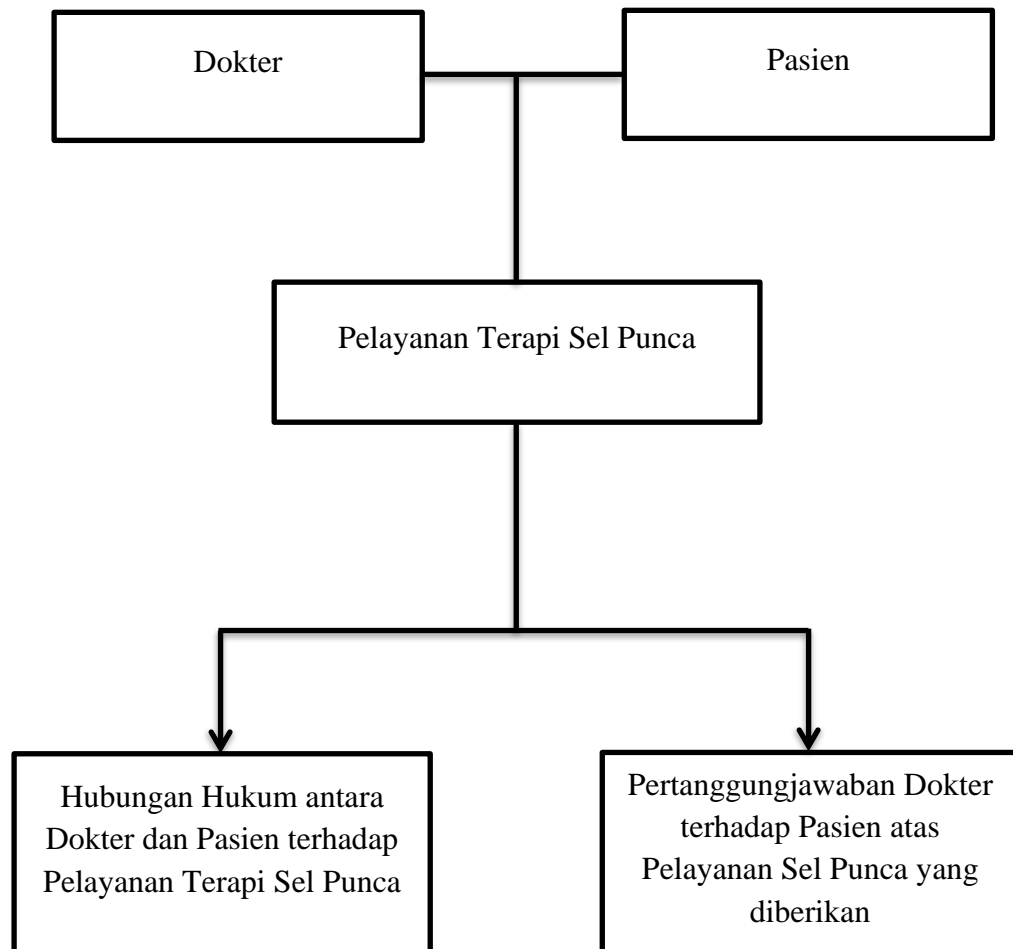 Dokter
Pasien
Pelayanan Terapi Sel Punca
Hubungan Hukum antara
Dokter dan Pasien terhadap
Pelayanan Terapi Sel Punca
Pertanggungjawaban Dokter
terhadap Pasien atas
Pelayanan Sel Punca yang
diberikan